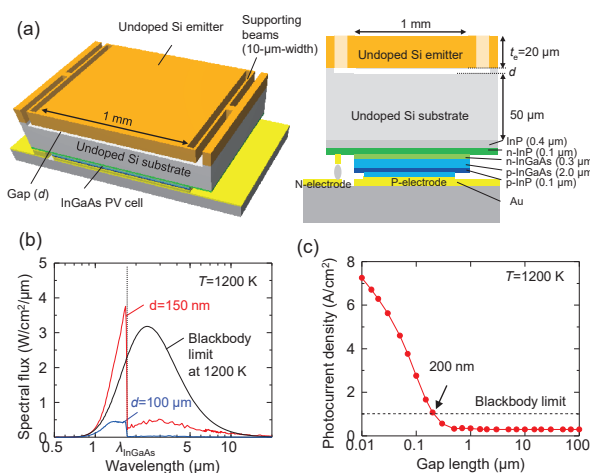 (a)
Undoped Si emitter
Supporting
beams
(10-μm-width)
1 mm
Undoped Si substrate
Gap (d)
InGaAs PV cell
1 mm
Undoped Si emitter
tₑ=20 μm
d
Undoped Si substrate
50 μm
InP (0.4 μm)
n-InP (0.1 μm)
n-InGaAs (0.3 μm)
p-InGaAs (2.0 μm)
p-InP (0.1 μm)
N-electrode
P-electrode
Au
(b)
T=1200 K
Spectral flux (W/cm²/μm)
5
4
3
2
1
0
d=150 nm
Blackbody
limit
at 1200 K
d=100 μm
0.5
1
5
10
λInGaAs
Wavelength (μm)
(c)
T=1200 K
Photocurrent density (A/cm²)
8
6
4
2
0
200 nm
Blackbody limit
0.01
0.1
1
10
100
Gap length (μm)